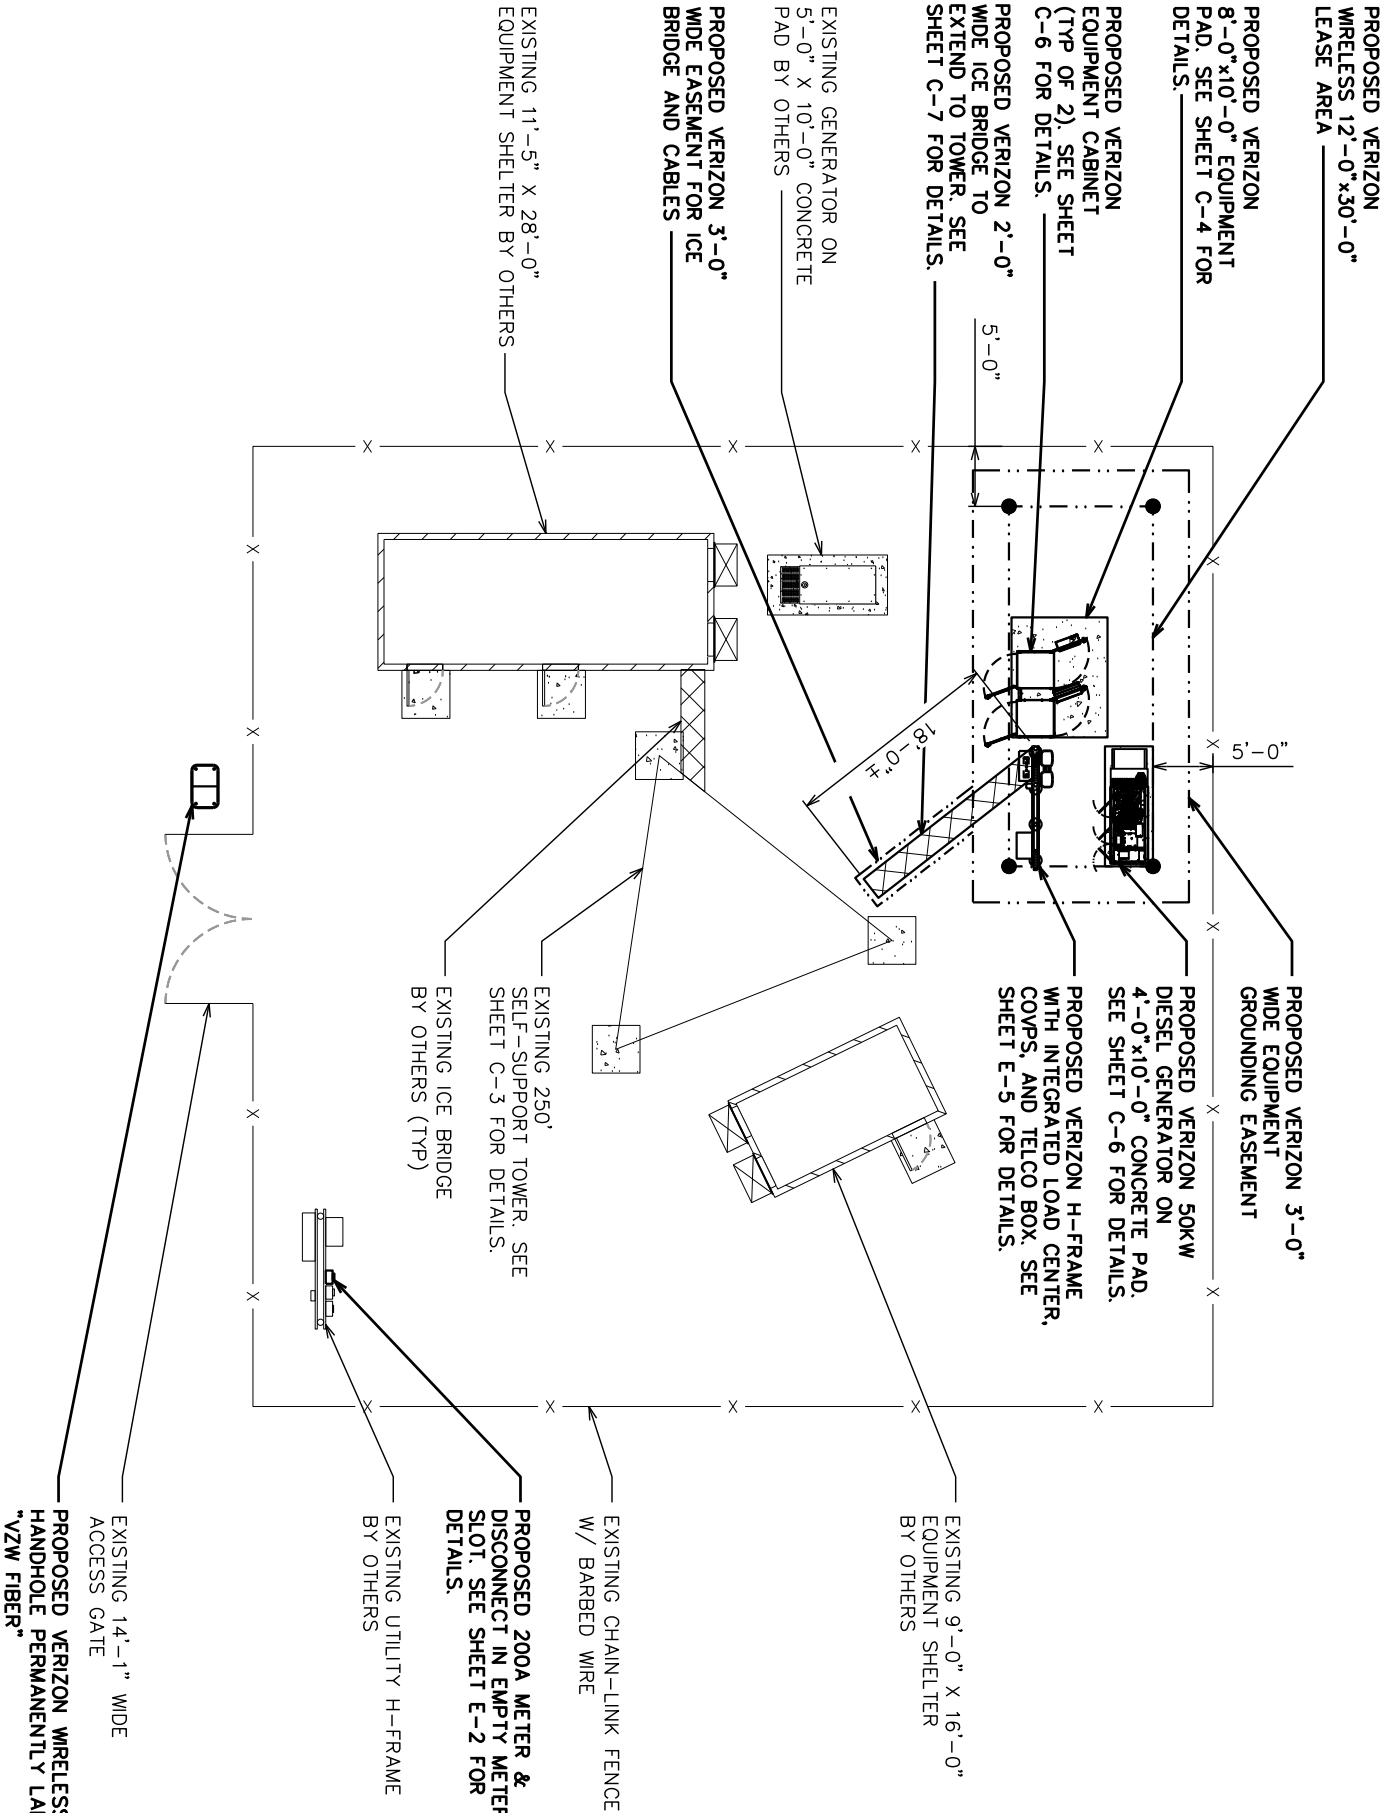 PROPOSED VERIZON
WIRELESS 12'-0"x30'-0"
LEASE AREA
PROPOSED VERIZON
8'-0"x10'-0" EQUIPMENT
PAD. SEE SHEET C-4 FOR
DETAILS.
PROPOSED VERIZON
EQUIPMENT CABINET
(TYP OF 2). SEE SHEET
C-6 FOR DETAILS.
PROPOSED VERIZON 2'-0"
WIDE ICE BRIDGE TO
EXTEND TO TOWER. SEE
SHEET C-7 FOR DETAILS.
EXISTING GENERATOR ON
5'-0" X 10'-0" CONCRETE
PAD BY OTHERS
PROPOSED VERIZON 3'-0"
WIDE EASEMENT FOR ICE
BRIDGE AND CABLES
EXISTING 11'-5" X 28'-0"
EQUIPMENT SHELTER BY OTHERS
5'-0"
18'-0"±
5'-0"
PROPOSED VERIZON 3'-0"
WIDE EQUIPMENT
GROUNDING EASEMENT
PROPOSED VERIZON 50KW
DIESEL GENERATOR ON
4'-0"x10'-0" CONCRETE PAD.
SEE SHEET C-6 FOR DETAILS.
PROPOSED VERIZON H-FRAME
WITH INTEGRATED LOAD CENTER,
COVPS, AND TELCO BOX. SEE
SHEET E-5 FOR DETAILS.
EXISTING 250'
SELF-SUPPORT TOWER. SEE
SHEET C-3 FOR DETAILS.
EXISTING ICE BRIDGE
BY OTHERS (TYP)
EXISTING 9'-0" X 16'-0"
EQUIPMENT SHELTER
BY OTHERS
EXISTING CHAIN-LINK FENCE
W/ BARBED WIRE
PROPOSED 200A METER &
DISCONNECT IN EMPTY METER
SLOT. SEE SHEET E-2 FOR
DETAILS.
EXISTING UTILITY H-FRAME
BY OTHERS
EXISTING 14'-1" WIDE
ACCESS GATE
PROPOSED VERIZON WIRELESS
HANDHOLE PERMANENTLY
"VZW FIBER"